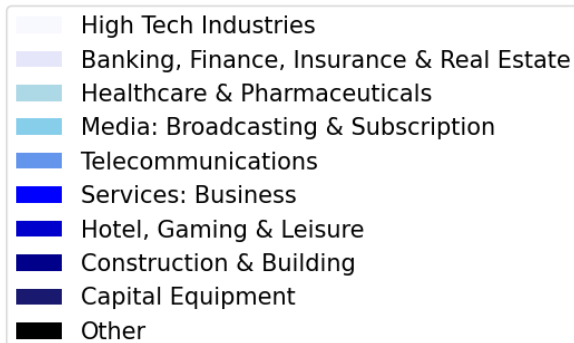 High Tech Industries
Banking, Finance, Insurance & Real Estate
Healthcare & Pharmaceuticals
Media: Broadcasting & Subscription
Telecommunications
Services: Business
Hotel, Gaming & Leisure
Construction & Building
Capital Equipment
Other